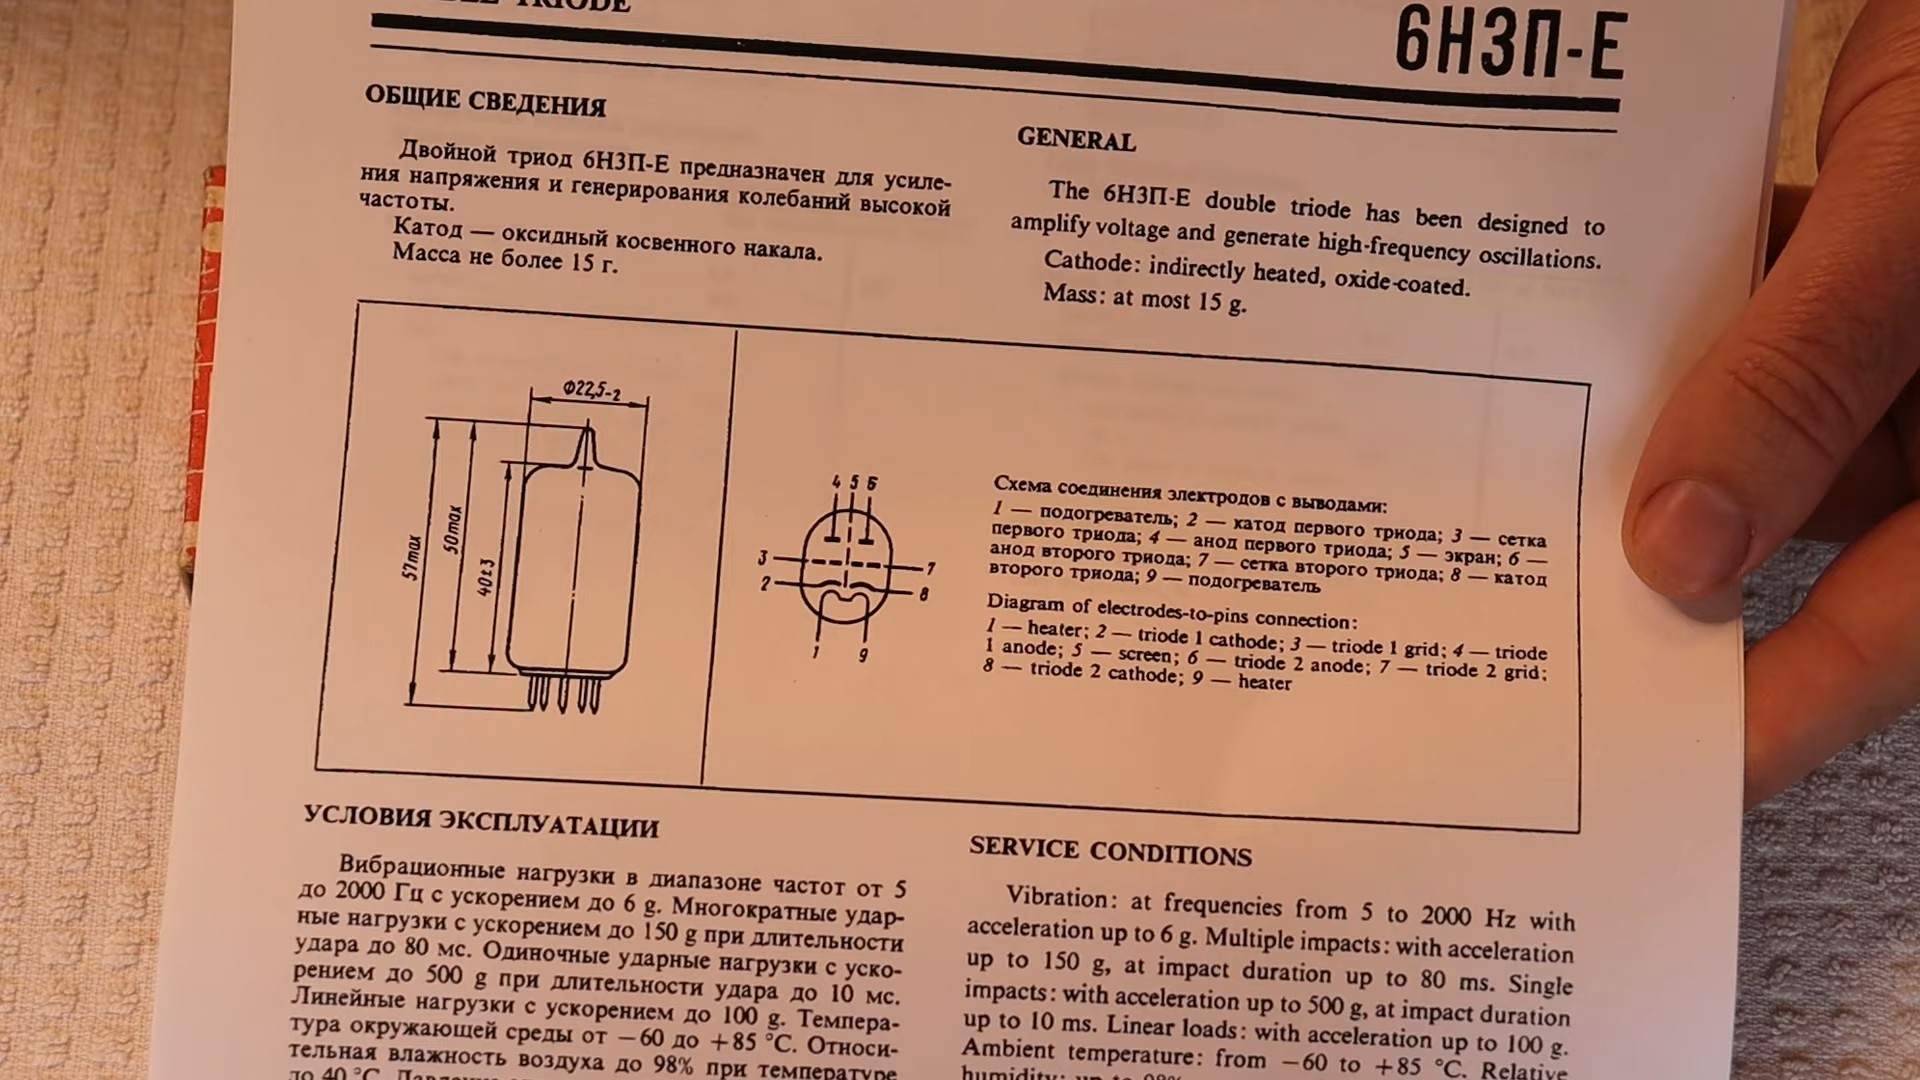 TRIODE
6Н3П-Е
ОБЩИЕ СВЕДЕНИЯ
Двойной триод 6Н3П-Е предназначен для усиле-
ния напряжения и генерирования колебаний высокой
частоты.
Катод — оксидный косвенного накала.
Масса не более 15 г.
GENERAL
The 6Н3П-Е double triode has been designed to
amplify voltage and generate high-frequency oscillations.
Cathode: indirectly heated, oxide-coated.
Mass: at most 15 g.
Ф22,5-2
57max
50max
40±3
4 5 6
3
7
2
8
1
9
Схема соединения электродов с выводами:
1 — подогреватель; 2 — катод первого триода; 3 — сетка
первого триода; 4 — анод первого триода; 5 — экран; 6 —
анод второго триода; 7 — сетка второго триода; 8 — катод
второго триода; 9 — подогреватель
Diagram of electrodes-to-pins connection:
1 — heater; 2 — triode 1 cathode; 3 — triode 1 grid; 4 — triode
1 anode; 5 — screen; 6 — triode 2 anode; 7 — triode 2 grid;
8 — triode 2 cathode; 9 — heater
УСЛОВИЯ ЭКСПЛУАТАЦИИ
Вибрационные нагрузки в диапазоне частот от 5
до 2000 Гц с ускорением до 6 g. Многократные удар-
ные нагрузки с ускорением до 150 g при длительности
удара до 80 мс. Одиночные ударные нагрузки с уско-
рением до 500 g при длительности удара до 10 мс.
Линейные нагрузки с ускорением до 100 g. Темпера-
тура окружающей среды от −60 до +85 °C. Относи-
тельная влажность воздуха до 98% при температуре
до 40 °C.
SERVICE CONDITIONS
Vibration: at frequencies from 5 to 2000 Hz with
acceleration up to 6 g. Multiple impacts: with acceleration
up to 150 g, at impact duration up to 80 ms. Single
impacts: with acceleration up to 500 g, at impact duration
up to 10 ms. Linear loads: with acceleration up to 100 g.
Ambient temperature: from −60 to +85 °C. Relative
humidity: up to 98%